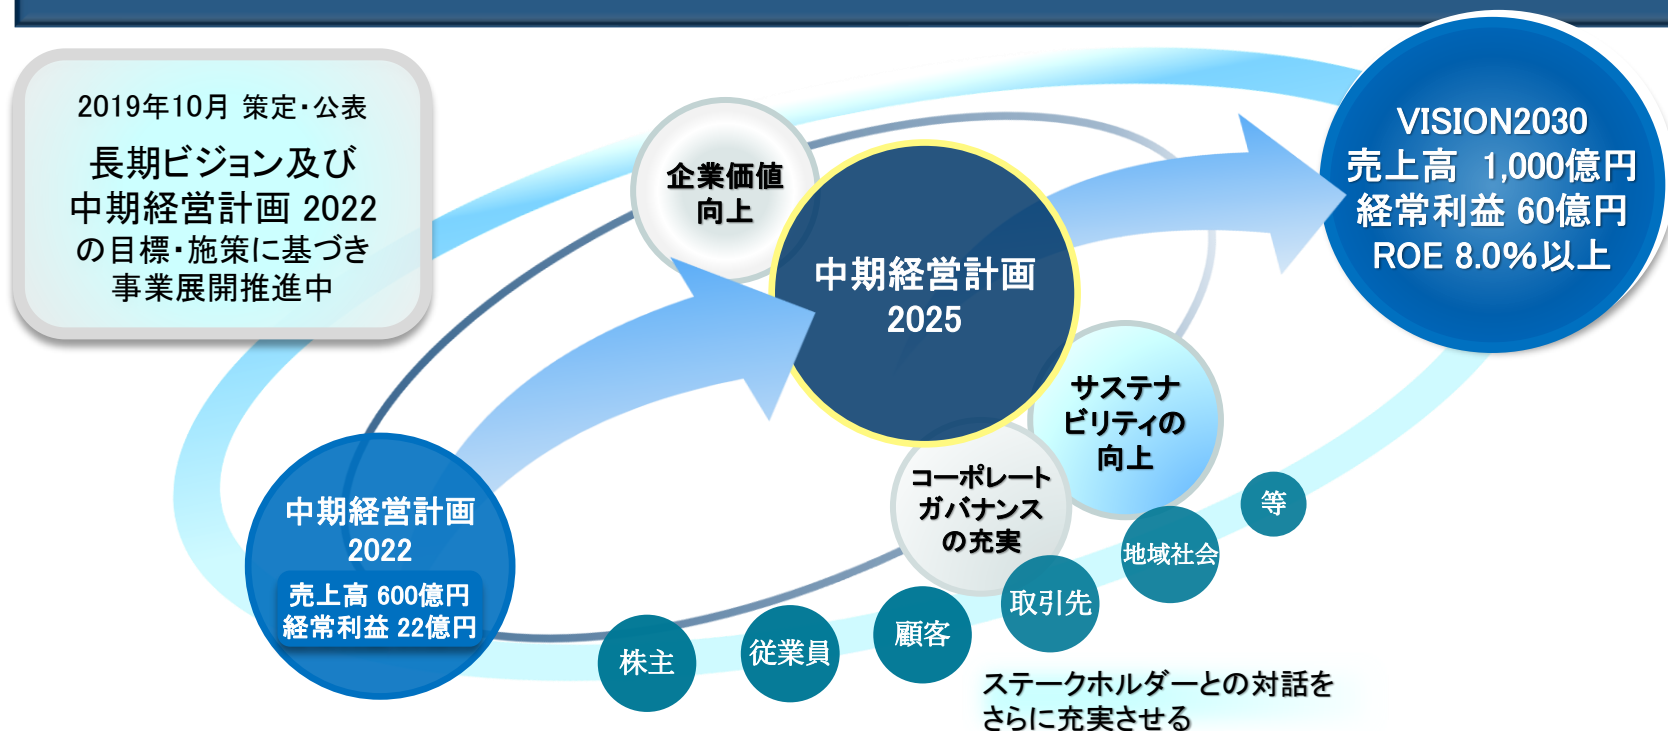 2019年10月 策定・公表
長期ビジョン及び
中期経営計画 2022
の目標・施策に基づき
事業展開推進中
企業価値
向上
中期経営計画
2025
VISION2030
売上高 1,000億円
経常利益 60億円
ROE 8.0%以上
サステナ
ビリティの
向上
コーポレート
ガバナンス
の充実
中期経営計画
2022
売上高 600億円
経常利益 22億円
株主
従業員
顧客
取引先
地域社会
等
ステークホルダーとの対話を
さらに充実させる